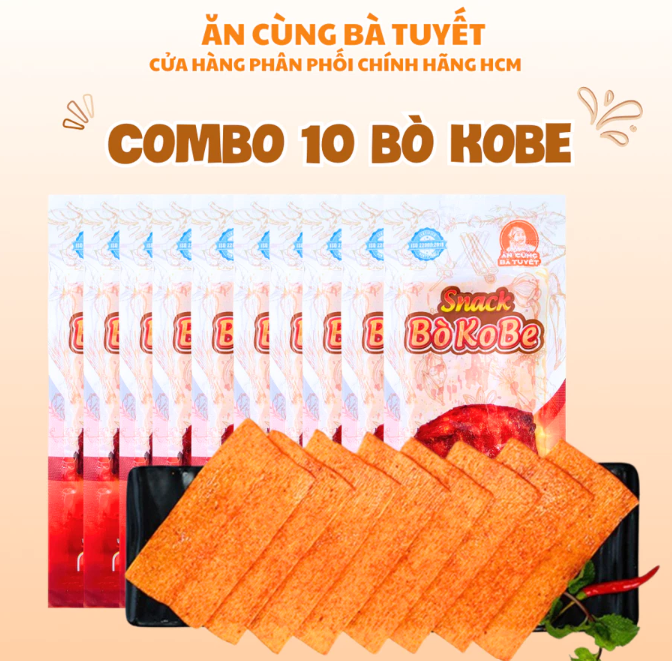 ĂN CÙNG BÀ TUYẾT
CỬA HÀNG PHÂN PHỐI CHÍNH HÃNG HCM
COMBO 10 BÒ KOBE
ĂN CÙNG
BÀ TUYẾT
Snack
Bò KoBe